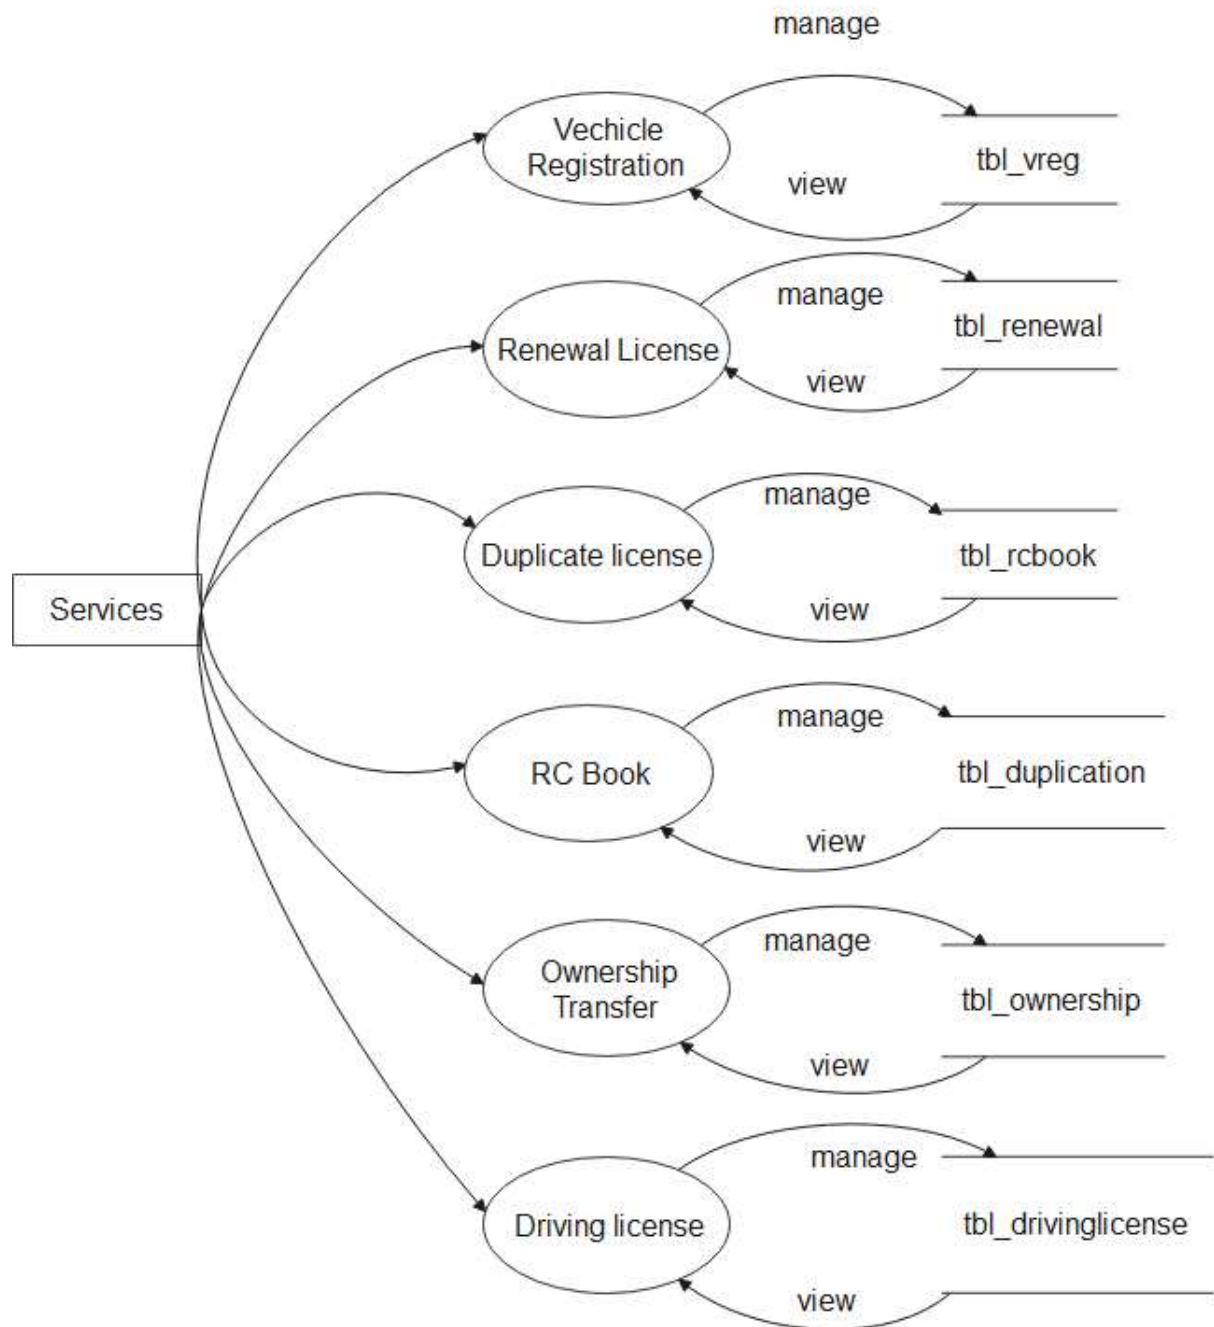 manage
Vechicle
Registration
tbl_vreg
view
manage
Renewal License
tbl_renewal
view
manage
Duplicate license
tbl_rcbook
view
Services
manage
RC Book
tbl_duplication
view
manage
Ownership
Transfer
tbl_ownership
view
manage
Driving license
tbl_drivinglicense
view